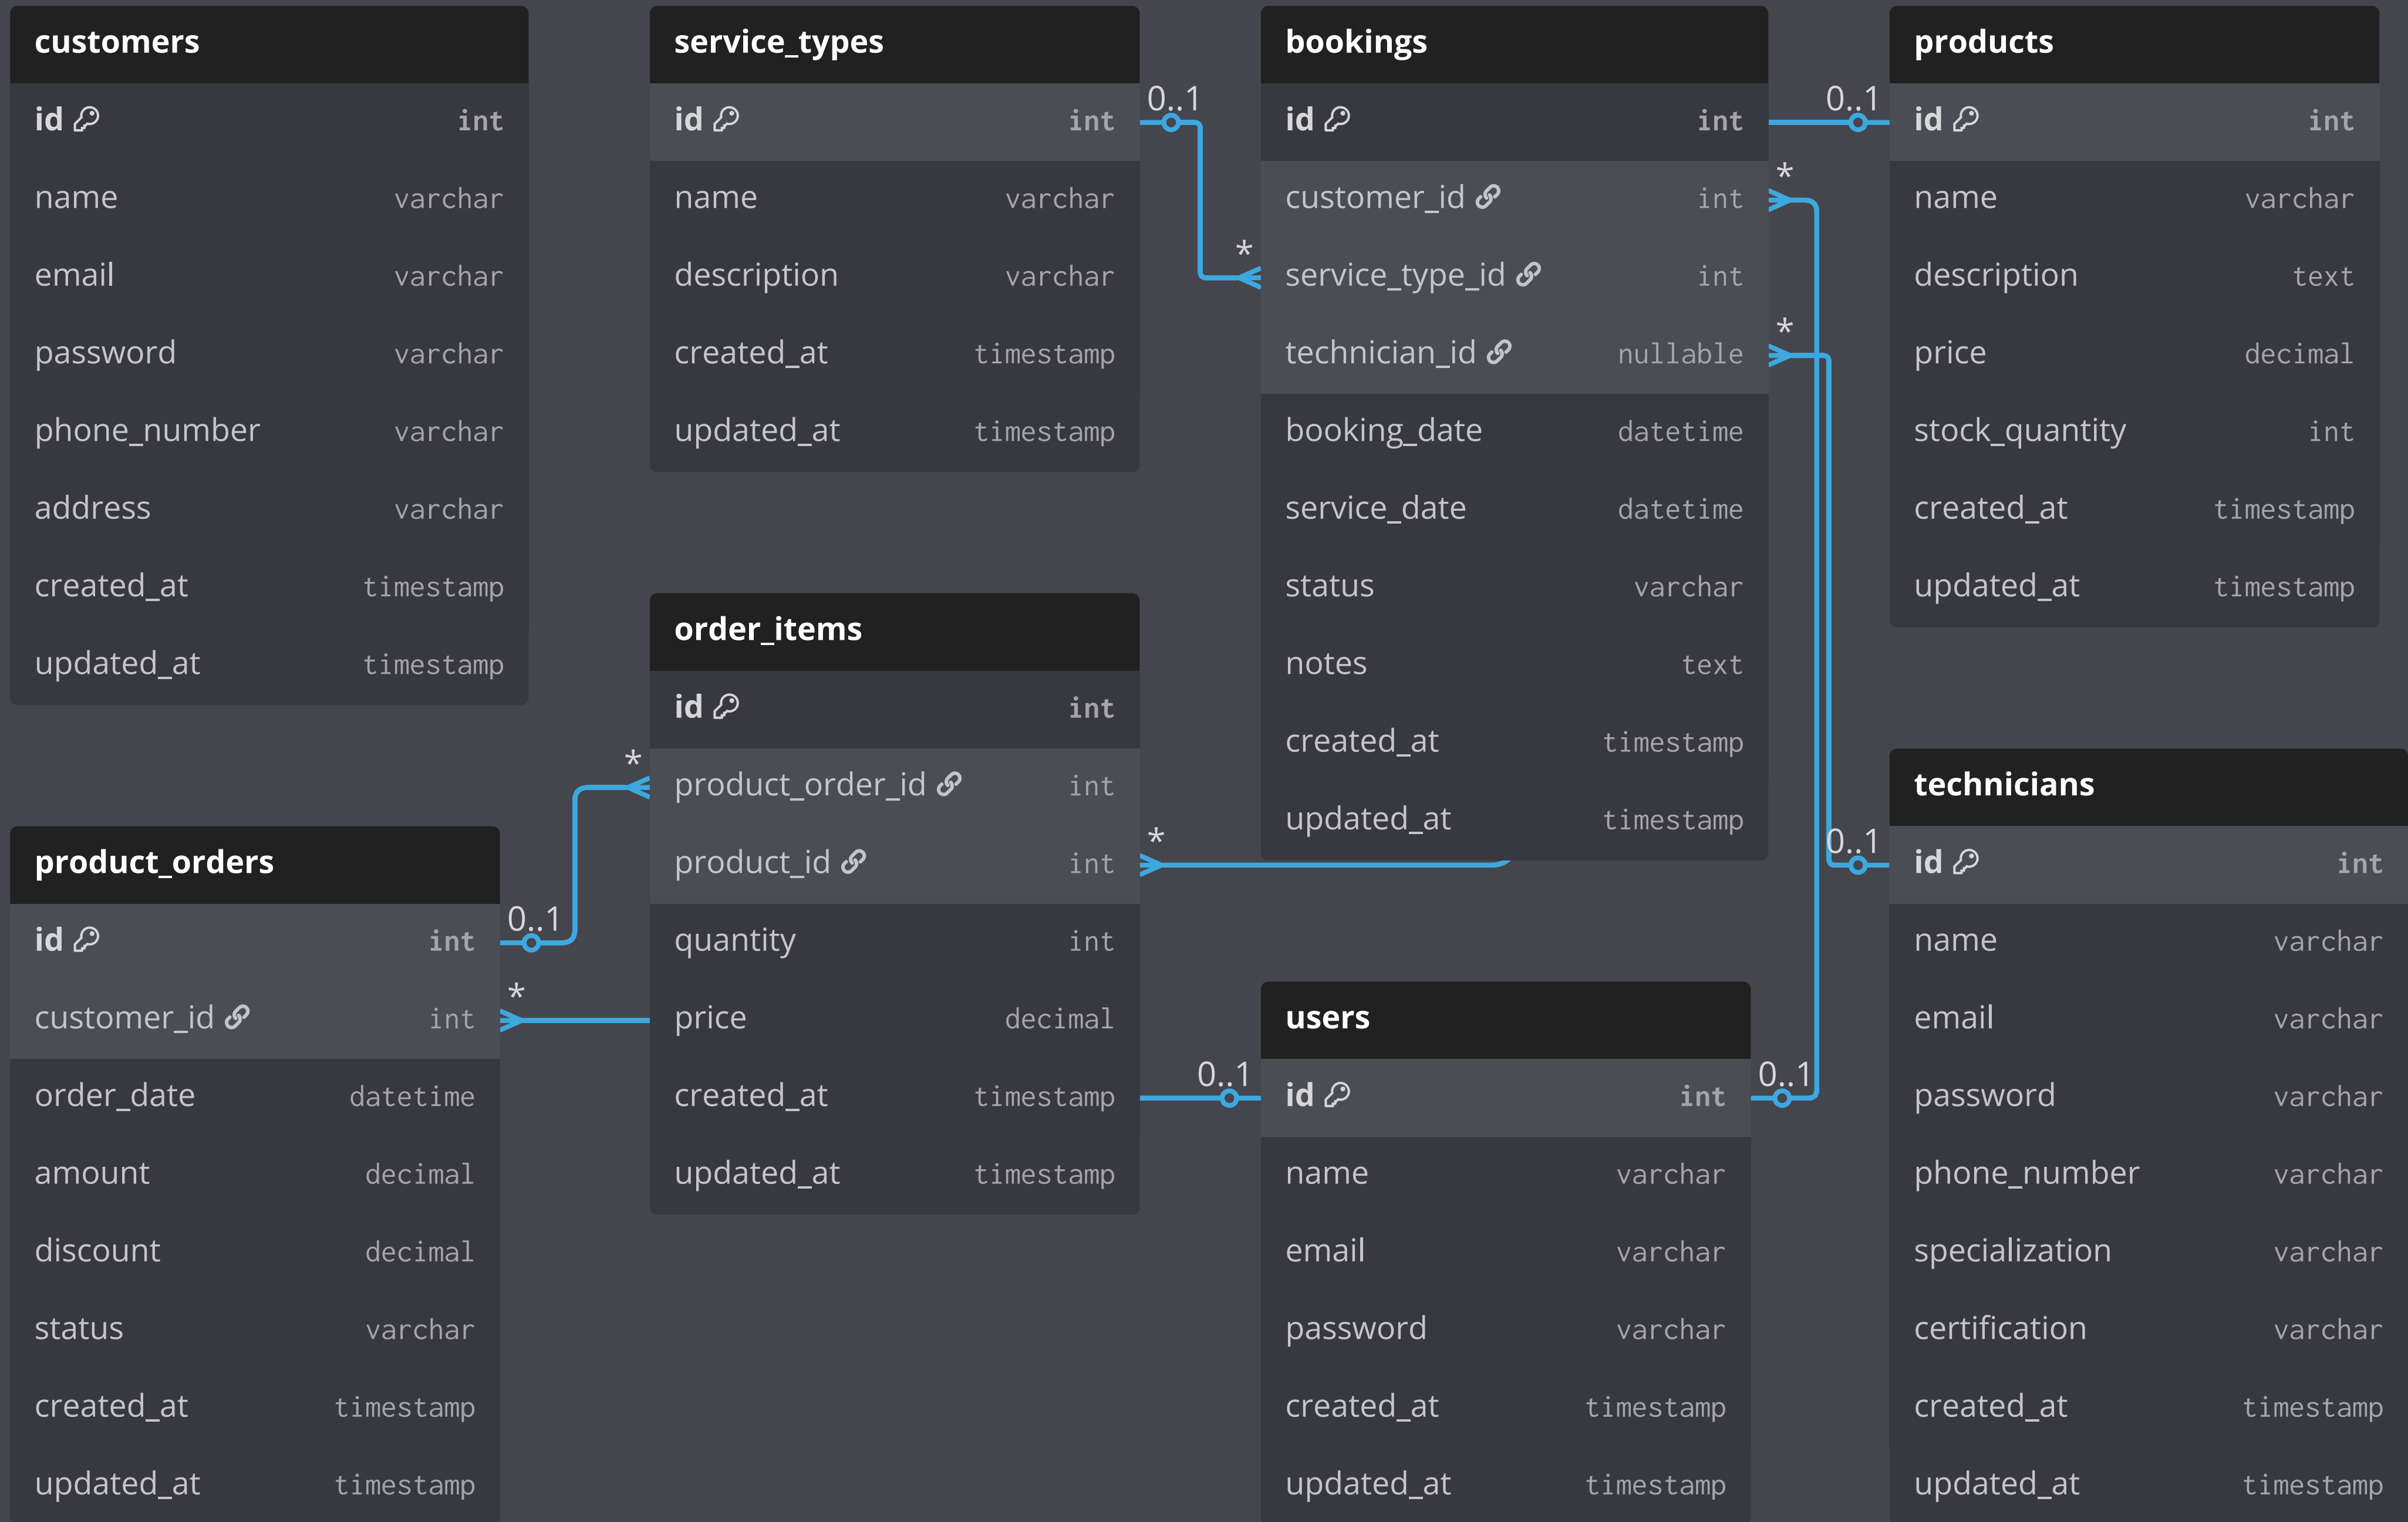 customers
id int
name varchar
email varchar
password varchar
phone_number varchar
address varchar
created_at timestamp
updated_at timestamp
service_types
id int
name varchar
description varchar
created_at timestamp
updated_at timestamp
0..1
*
bookings
id int
customer_id int
service_type_id int
technician_id nullable
booking_date datetime
service_date datetime
status varchar
notes text
created_at timestamp
updated_at timestamp
*
*
0..1
products
id int
name varchar
description text
price decimal
stock_quantity int
created_at timestamp
updated_at timestamp
product_orders
id int
customer_id int
order_date datetime
amount decimal
discount decimal
status varchar
created_at timestamp
updated_at timestamp
0..1
*
*
order_items
id int
product_order_id int
product_id int
quantity int
price decimal
created_at timestamp
updated_at timestamp
*
0..1
users
id int
name varchar
email varchar
password varchar
created_at timestamp
updated_at timestamp
0..1
0..1
technicians
id int
name varchar
email varchar
password varchar
phone_number varchar
specialization varchar
certification varchar
created_at timestamp
updated_at timestamp